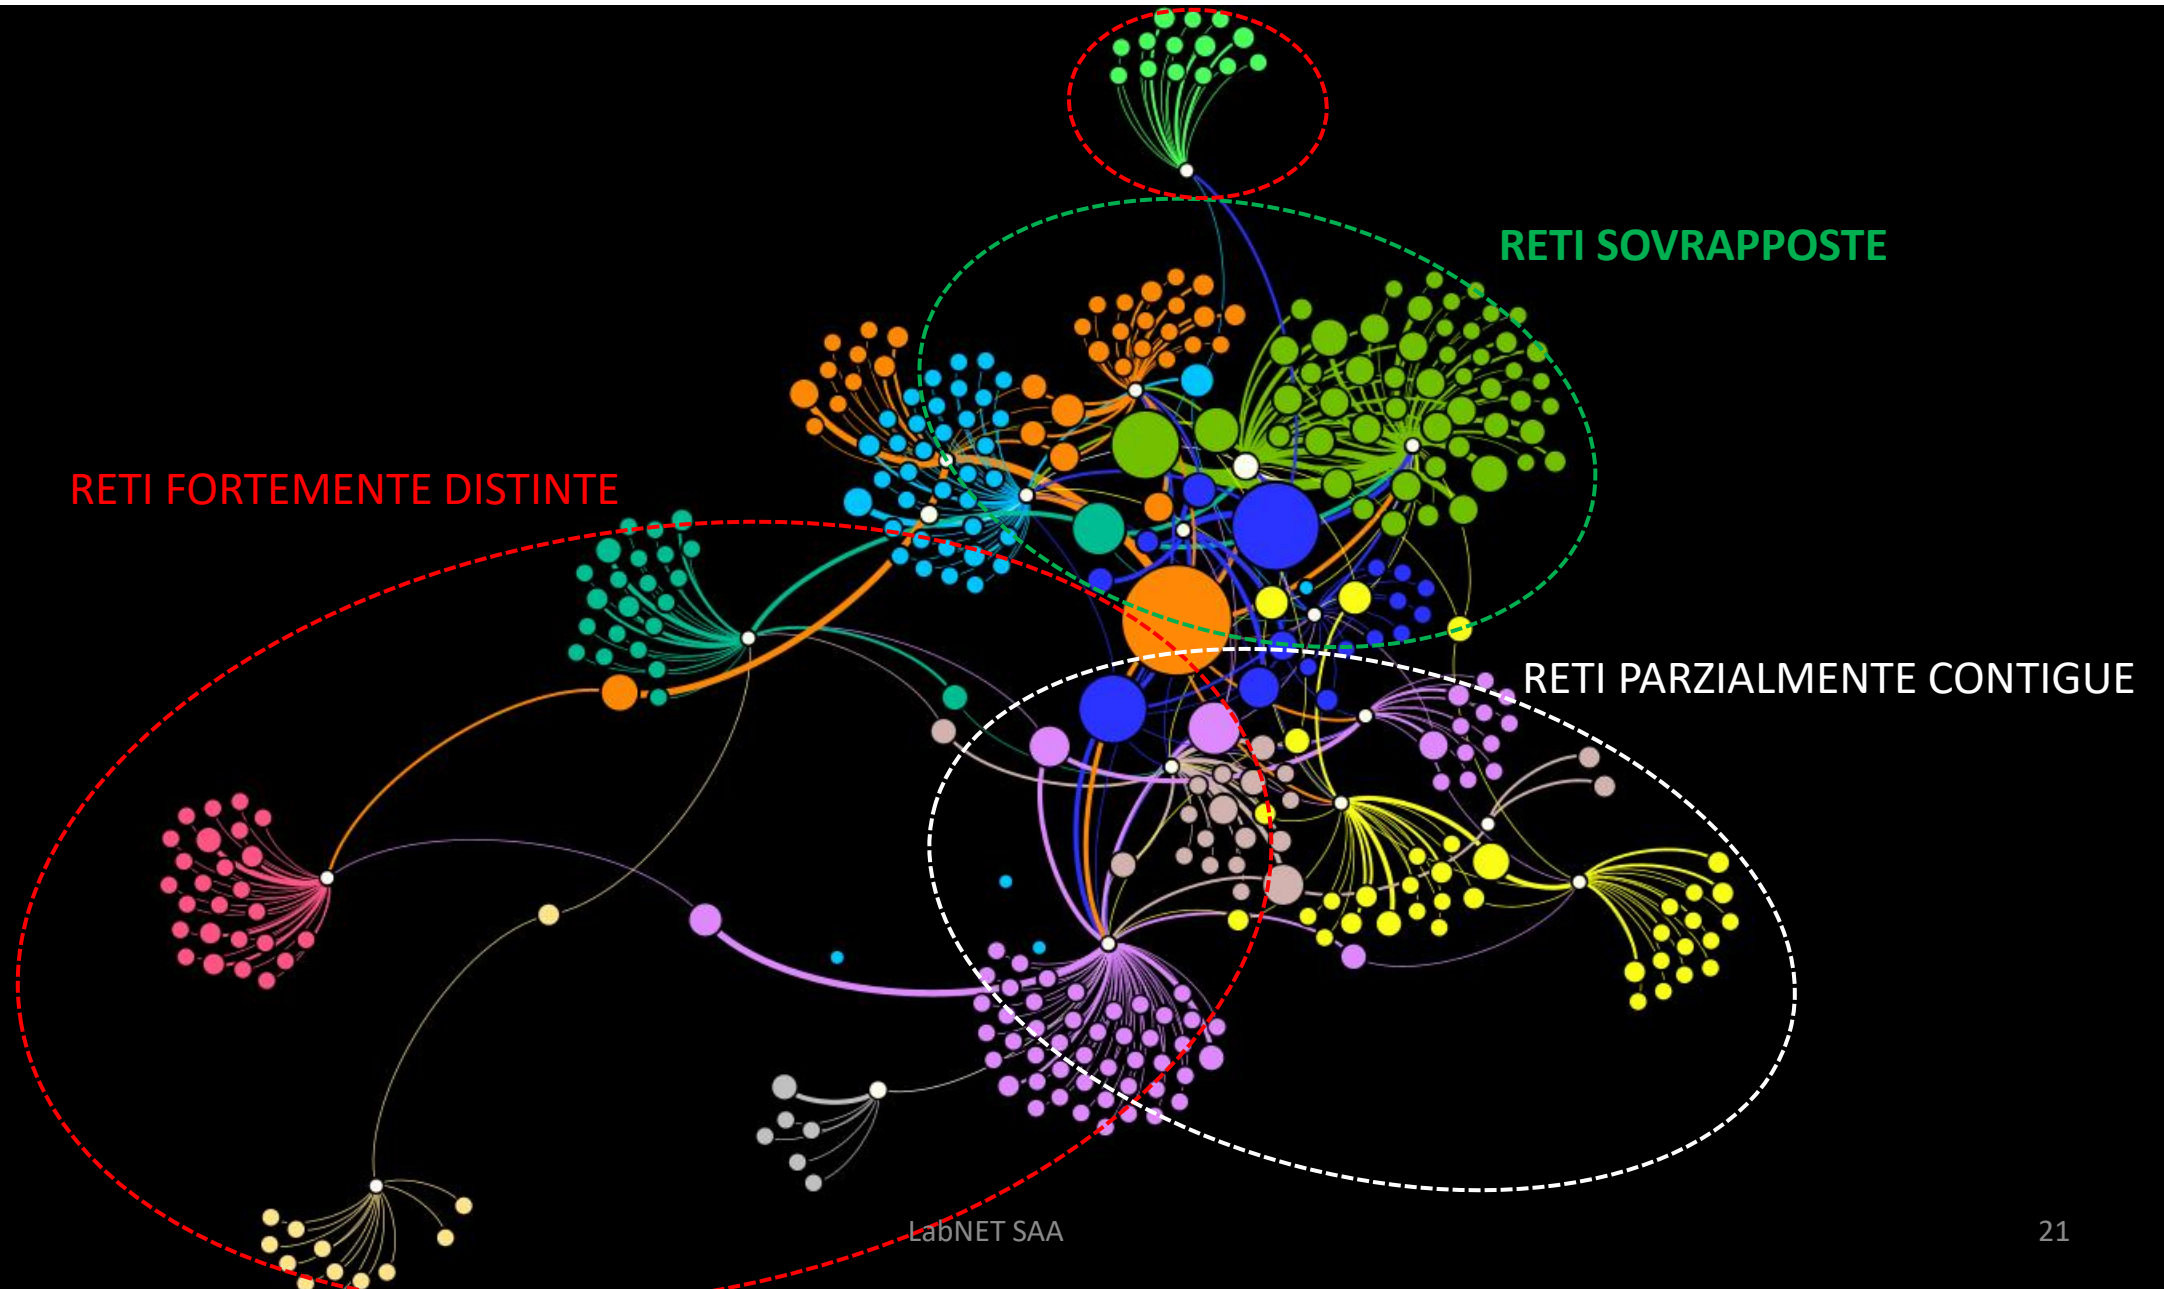 RETI SOVRAPPOSTE
RETI FORTEMENTE DISTINTE
RETI PARZIALMENTE CONTIGUE
LabNET SAA
21